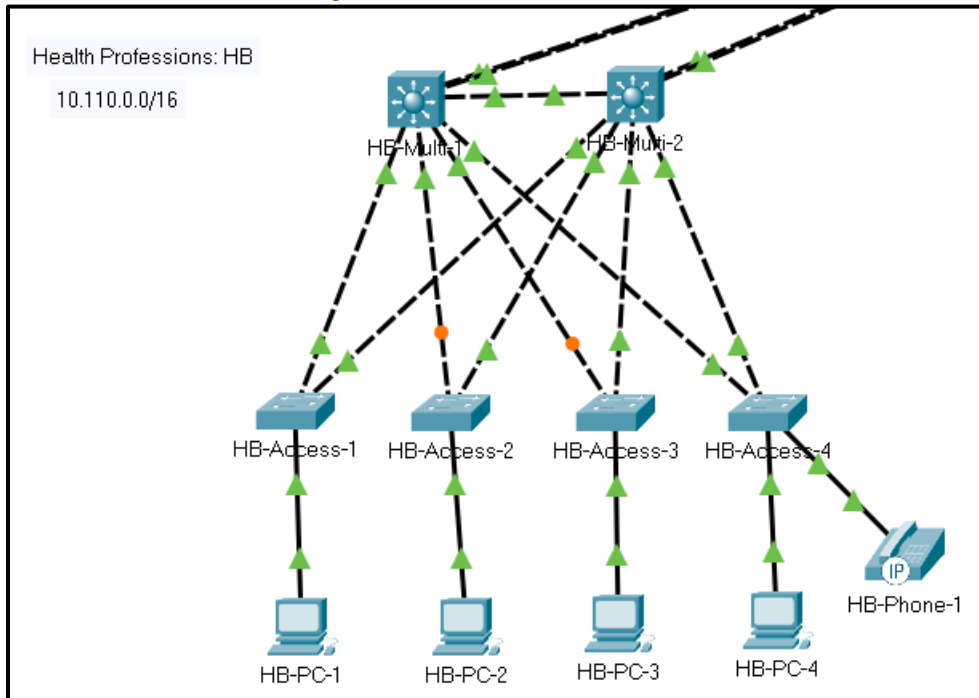 Health Professions: HB
10.110.0.0/16
HB-Multi-1
HB-Multi-2
HB-Access-1
HB-Access-2
HB-Access-3
HB-Access-4
IP
HB-Phone-1
HB-PC-1
HB-PC-2
HB-PC-3
HB-PC-4